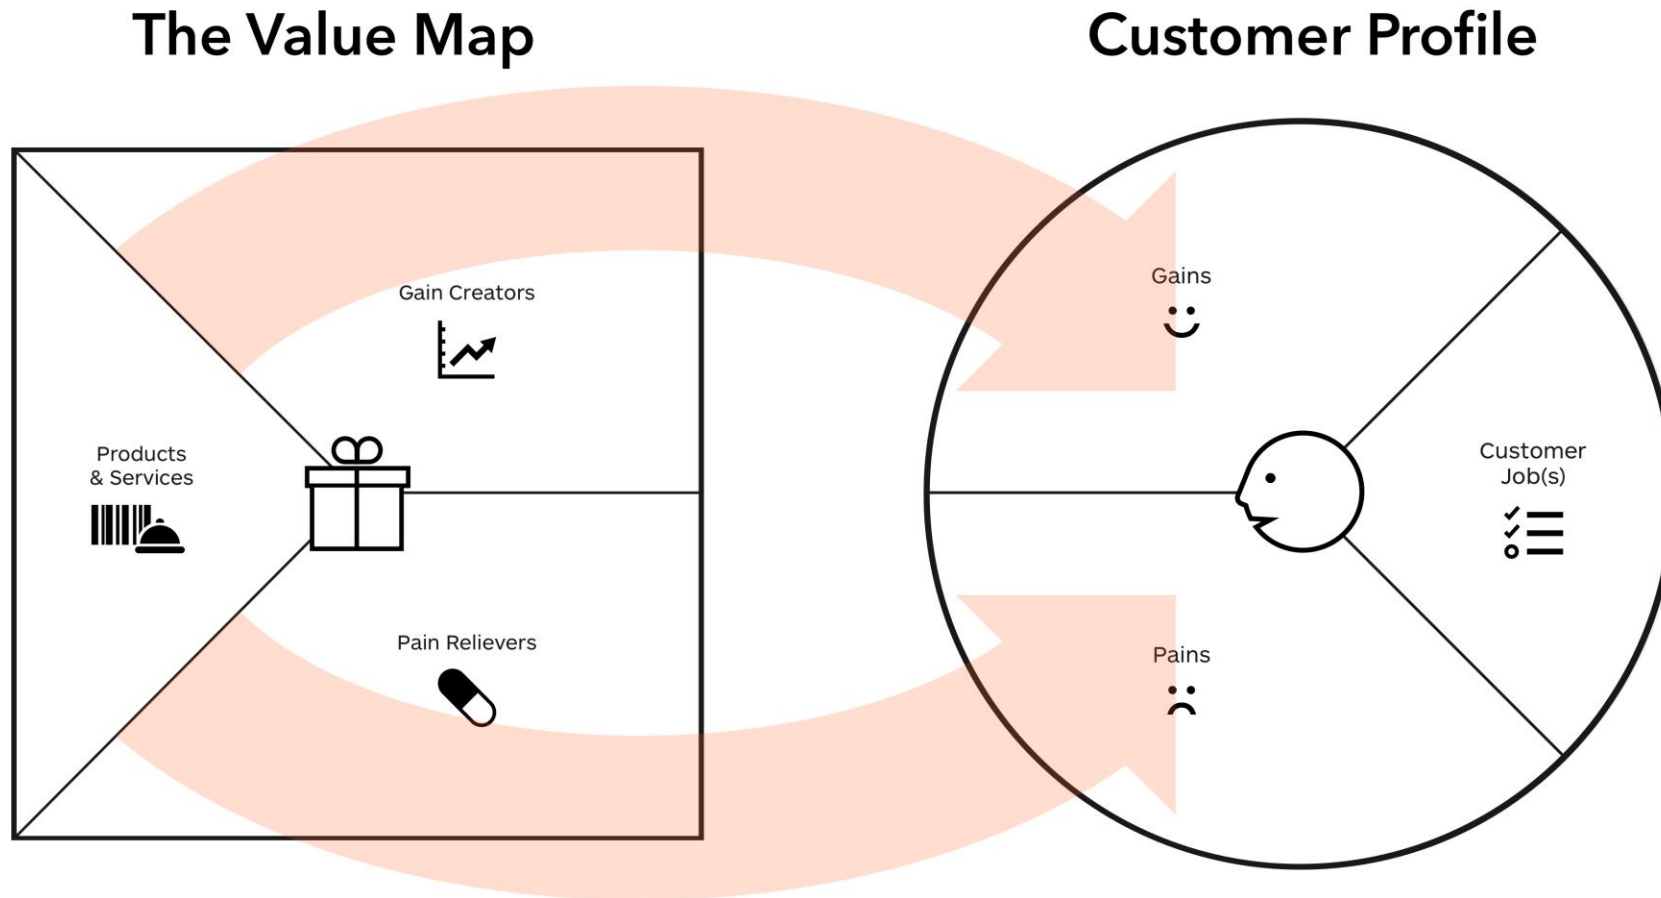 The Value Map
Customer Profile
Gain Creators
Products
& Services
Pain Relievers
Gains
Customer
Job(s)
Pains